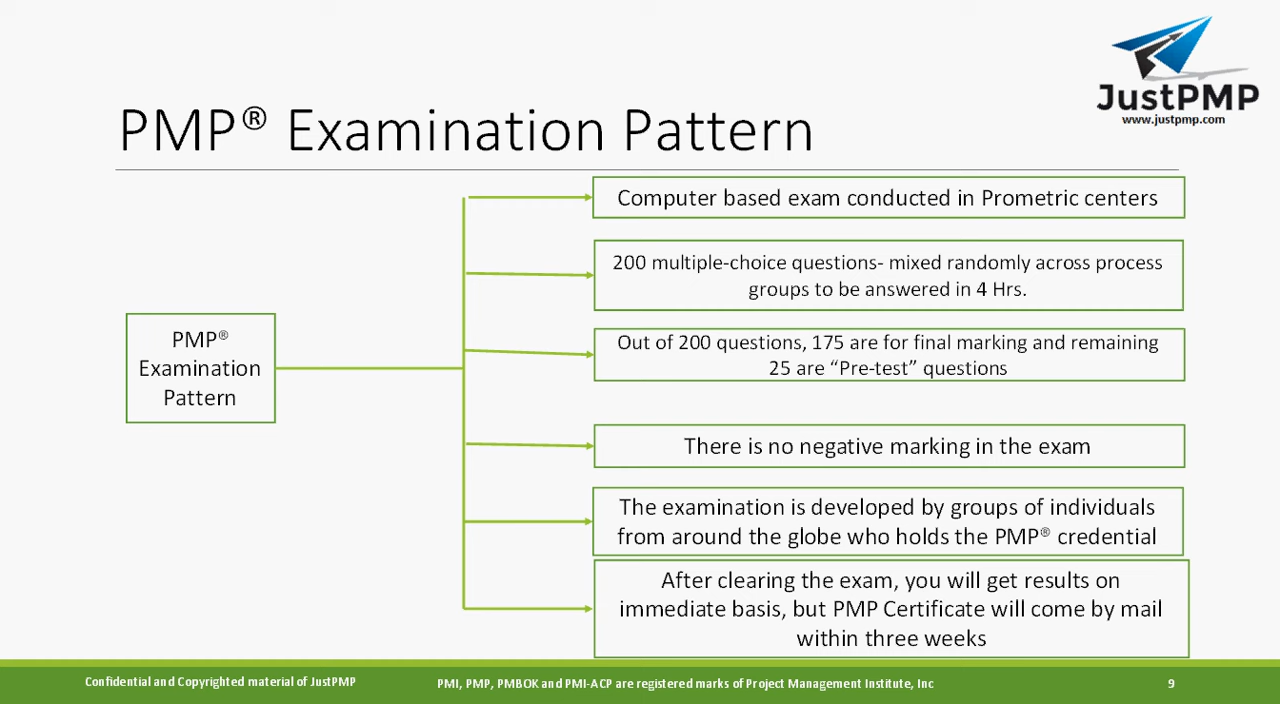 JustPMP
www.justpmp.com
PMP® Examination Pattern
PMP®
Examination
Pattern
Computer based exam conducted in Prometric centers
200 multiple-choice questions- mixed randomly across process
groups to be answered in 4 Hrs.
Out of 200 questions, 175 are for final marking and remaining
25 are “Pre-test” questions
There is no negative marking in the exam
The examination is developed by groups of individuals
from around the globe who holds the PMP® credential
After clearing the exam, you will get results on
immediate basis, but PMP Certificate will come by mail
within three weeks
Confidential and Copyrighted material of JustPMP
PMI, PMP, PMBOK and PMI-ACP are registered marks of Project Management Institute, Inc
9